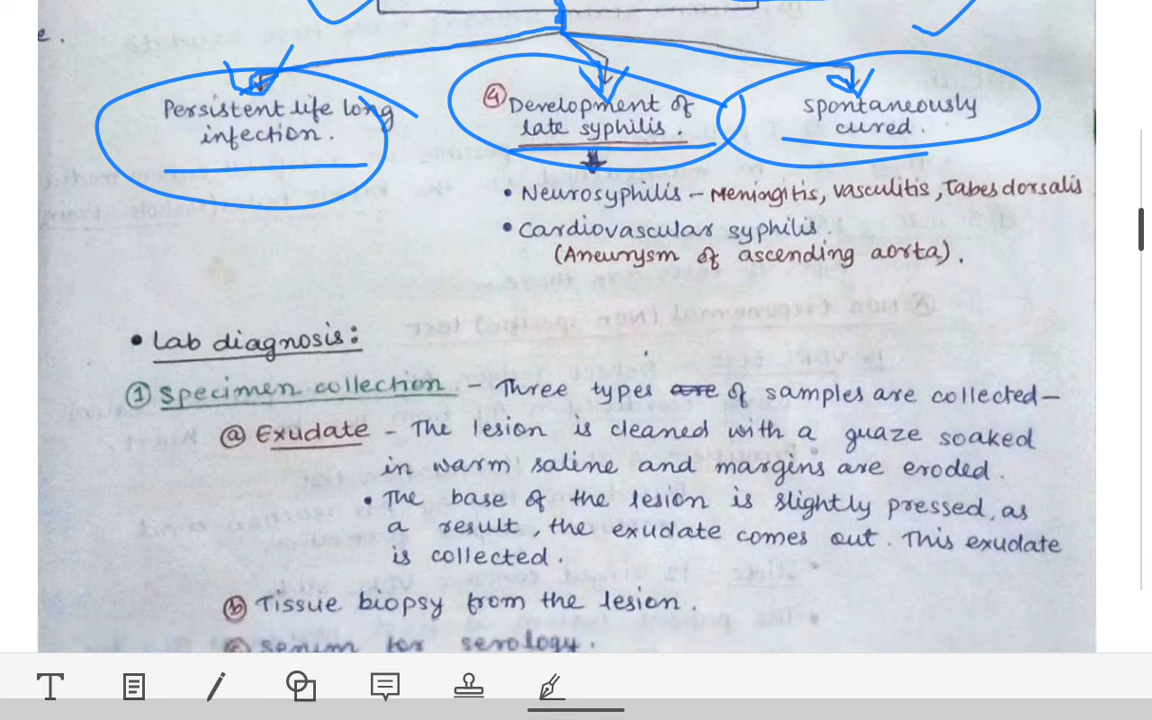 e.
Persistent life long
infection.
④ Development of
late syphilis.
spontaneously
cured.
• Neurosyphilis - Meningitis, vasculitis, Tabes dorsalis
• Cardiovascular syphilis.
(Aneurysm of ascending aorta).
• Lab diagnosis:
① Specimen collection - Three types are of samples are collected-
ⓐ Exudate - The lesion is cleaned with a guaze soaked
in warm saline and margins are eroded.
• The base of the lesion is slightly pressed, as
a result, the exudate comes out. This exudate
is collected.
ⓑ Tissue biopsy from the lesion.
ⓒ serum for serology.
T